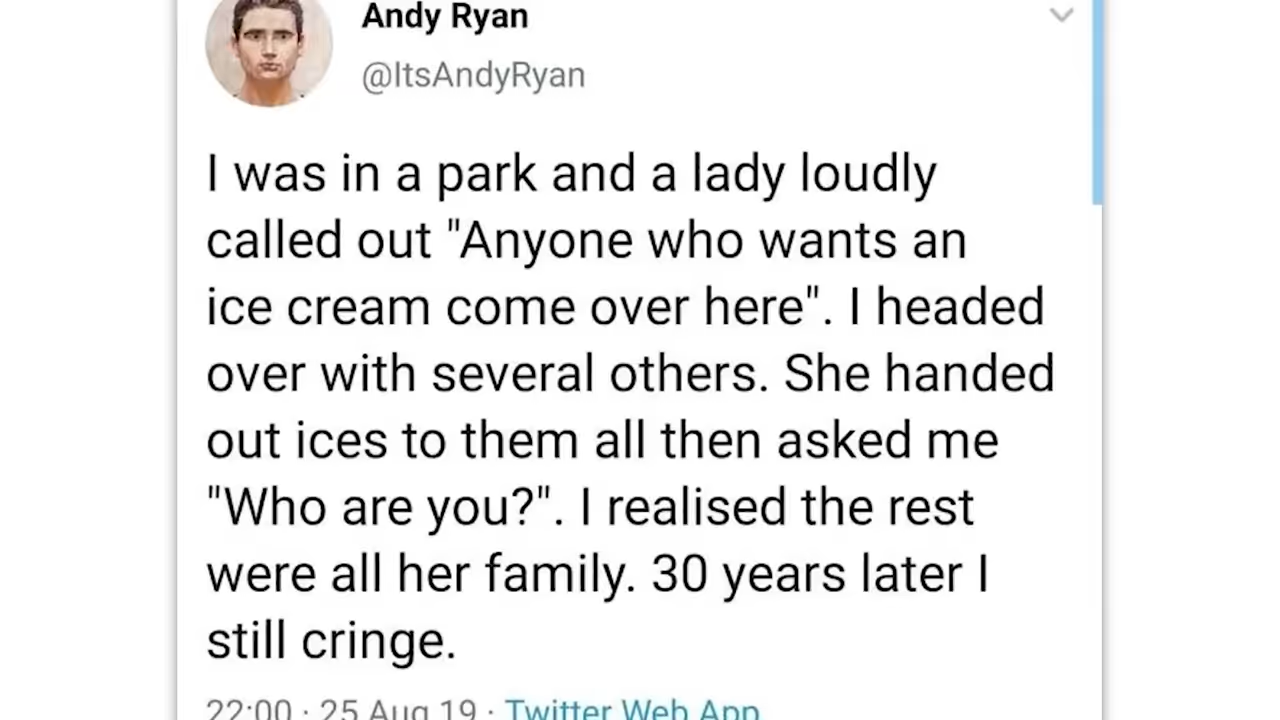 Andy Ryan
@ItsAndyRyan
I was in a park and a lady loudly
called out "Anyone who wants an
ice cream come over here". I headed
over with several others. She handed
out ices to them all then asked me
"Who are you?". I realised the rest
were all her family. 30 years later I
still cringe.
22:00 · 25 Aug 19 · Twitter Web App